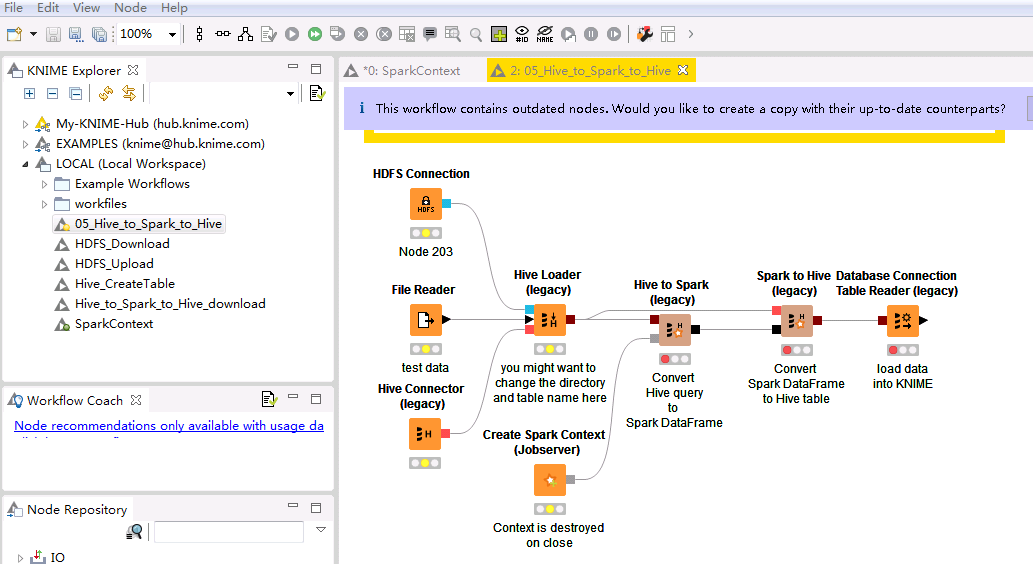 File Edit View Node Help
100%
#ID
NAME
KNIME Explorer
My-KNIME-Hub (hub.knime.com)
EXAMPLES (knime@hub.knime.com)
LOCAL (Local Workspace)
Example Workflows
workfiles
05_Hive_to_Spark_to_Hive
HDFS_Download
HDFS_Upload
Hive_CreateTable
Hive_to_Spark_to_Hive_download
SparkContext
Workflow Coach
Node recommendations only available with usage da
Node Repository
IO
*0: SparkContext
2: 05_Hive_to_Spark_to_Hive
i This workflow contains outdated nodes. Would you like to create a copy with their up-to-date counterparts?
HDFS Connection
HDFS
Node 203
File Reader
test data
Hive Connector
(legacy)
H
Hive Loader
(legacy)
H
you might want to
change the directory
and table name here
Create Spark Context
(Jobserver)
Context is destroyed
on close
Hive to Spark
(legacy)
H
Convert
Hive query
to
Spark DataFrame
Spark to Hive
(legacy)
H
Convert
Spark DataFrame
to Hive table
Database Connection
Table Reader (legacy)
load data
into KNIME